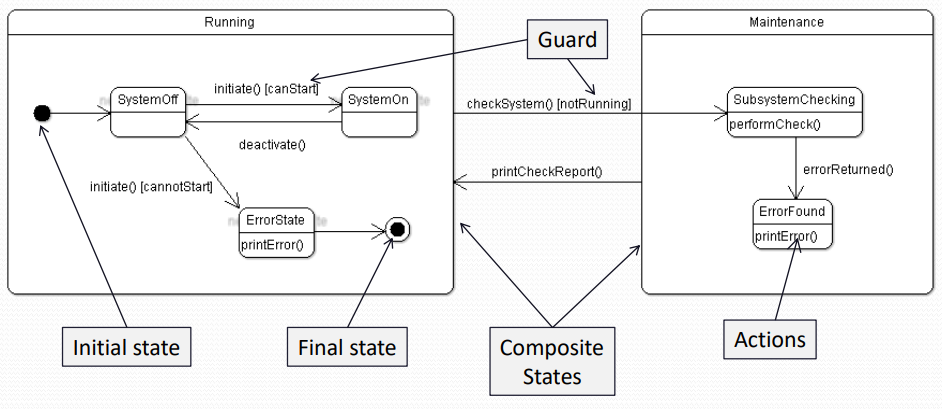 Running
Maintenance
Guard
initiate() [canStart]
SystemOff
SystemOn
checkSystem() [notRunning]
SubsystemChecking
performCheck()
deactivate()
printCheckReport()
errorReturned()
initiate() [cannotStart]
ErrorState
printError()
ErrorFound
printError()
Initial state
Final state
Composite
States
Actions